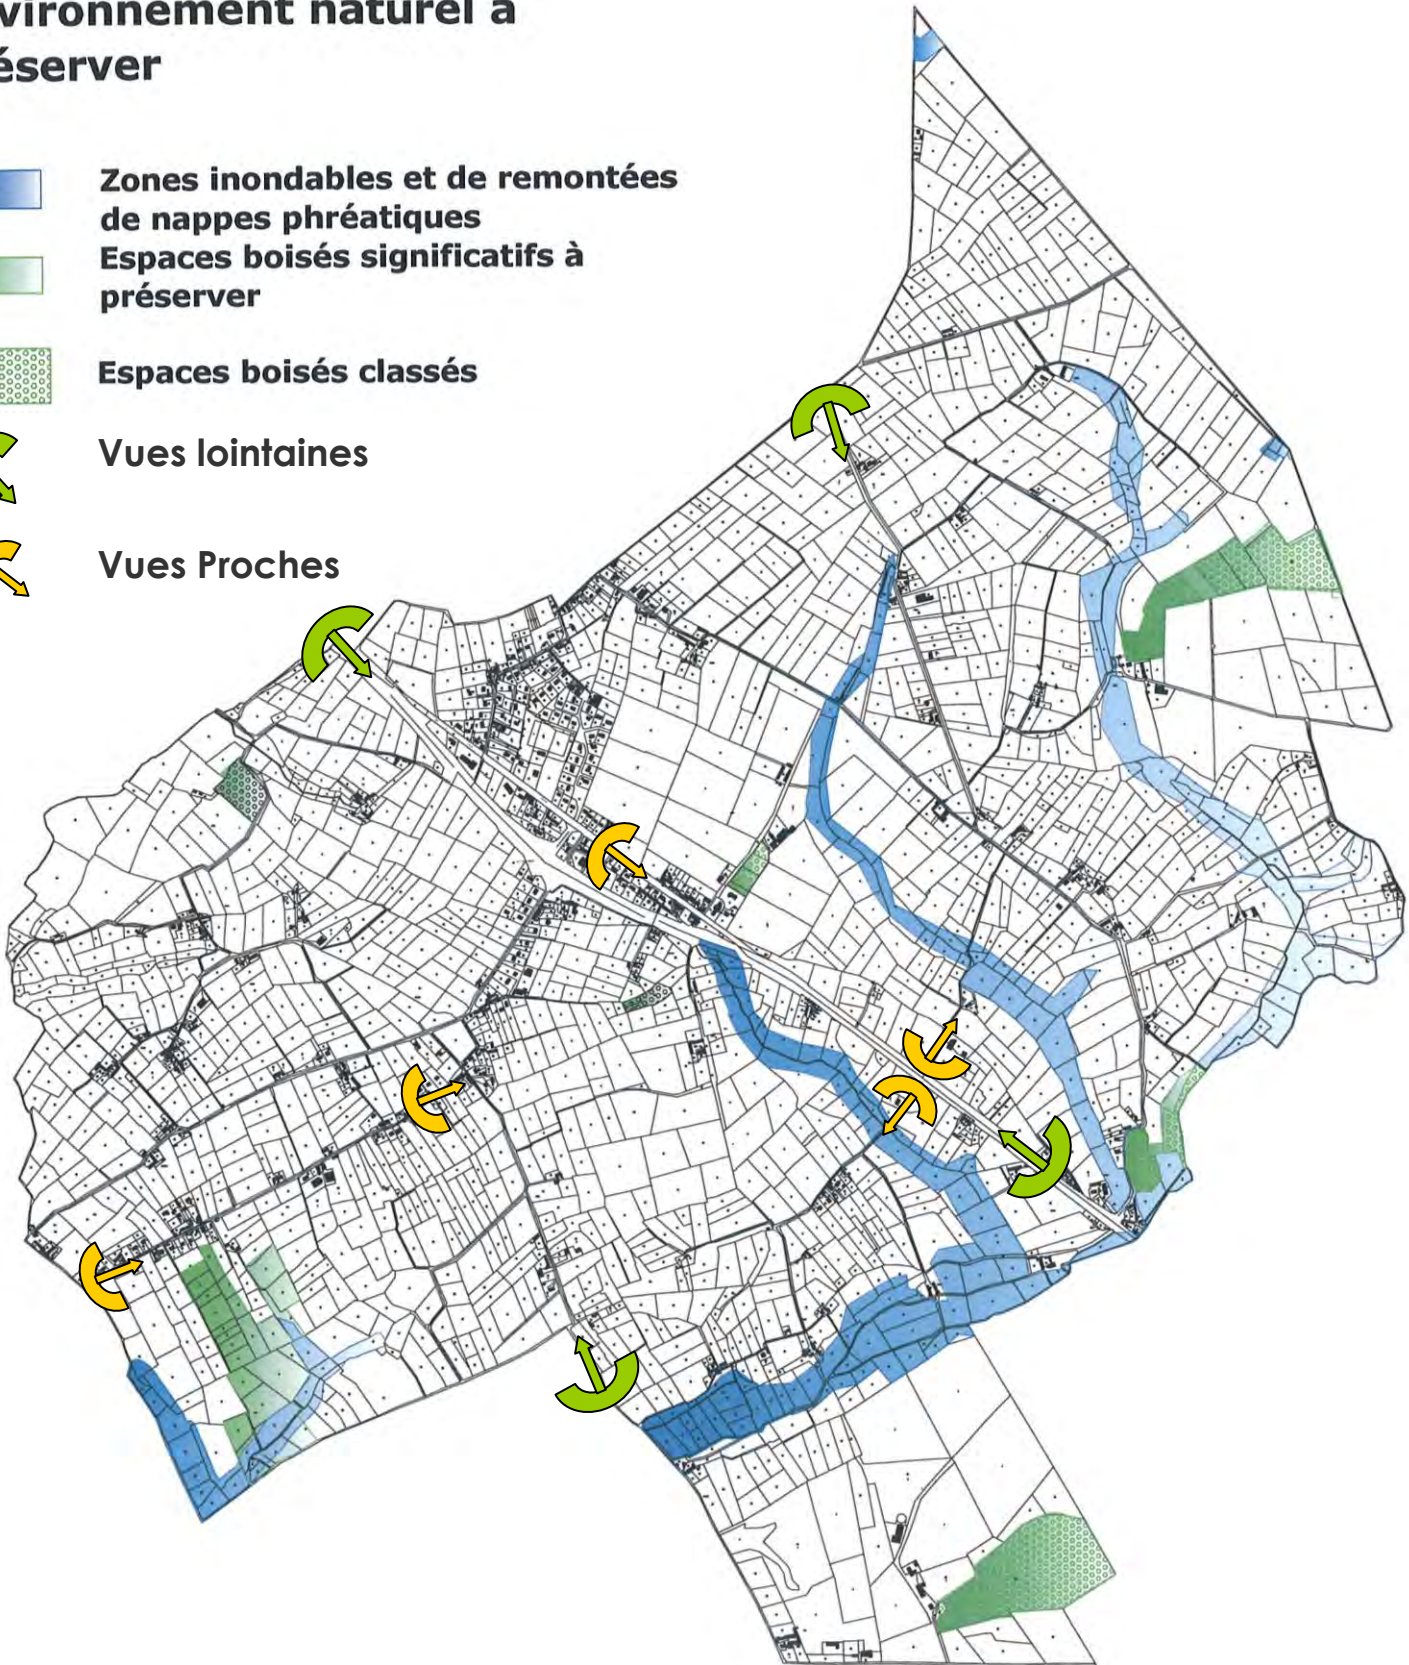 vironnement naturel à
éserver
Zones inondables et de remontées
de nappes phréatiques
Espaces boisés significatifs à
préserver
Espaces boisés classés
Vues lointaines
Vues Proches